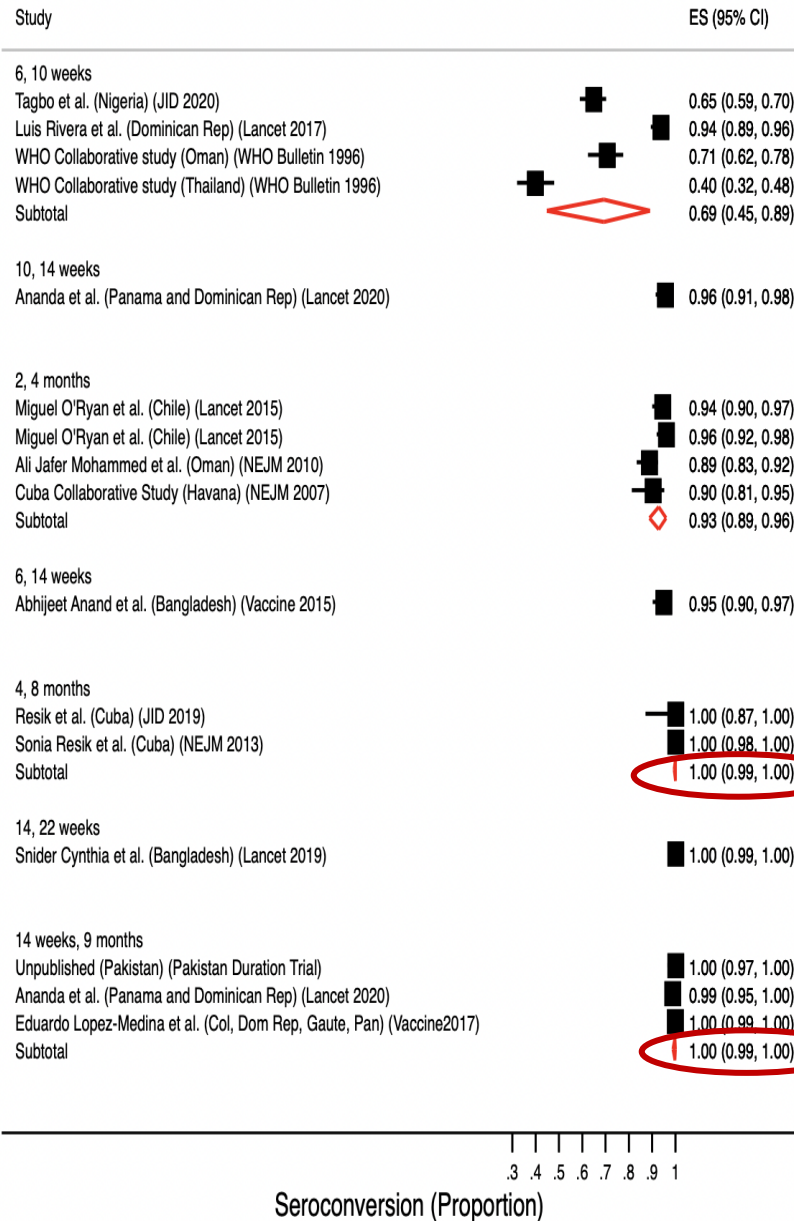 Study ES (95% CI)
6, 10 weeks
Tagbo et al. (Nigeria) (JID 2020) 0.65 (0.59, 0.70)
Luis Rivera et al. (Dominican Rep) (Lancet 2017) 0.94 (0.89, 0.96)
WHO Collaborative study (Oman) (WHO Bulletin 1996) 0.71 (0.62, 0.78)
WHO Collaborative study (Thailand) (WHO Bulletin 1996) 0.40 (0.32, 0.48)
Subtotal 0.69 (0.45, 0.89)
10, 14 weeks
Ananda et al. (Panama and Dominican Rep) (Lancet 2020) 0.96 (0.91, 0.98)
2, 4 months
Miguel O'Ryan et al. (Chile) (Lancet 2015) 0.94 (0.90, 0.97)
Miguel O'Ryan et al. (Chile) (Lancet 2015) 0.96 (0.92, 0.98)
Ali Jafer Mohammed et al. (Oman) (NEJM 2010) 0.89 (0.83, 0.92)
Cuba Collaborative Study (Havana) (NEJM 2007) 0.90 (0.81, 0.95)
Subtotal 0.93 (0.89, 0.96)
6, 14 weeks
Abhijeet Anand et al. (Bangladesh) (Vaccine 2015) 0.95 (0.90, 0.97)
4, 8 months
Resik et al. (Cuba) (JID 2019) 1.00 (0.87, 1.00)
Sonia Resik et al. (Cuba) (NEJM 2013) 1.00 (0.98, 1.00)
Subtotal 1.00 (0.99, 1.00)
14, 22 weeks
Snider Cynthia et al. (Bangladesh) (Lancet 2019) 1.00 (0.99, 1.00)
14 weeks, 9 months
Unpublished (Pakistan) (Pakistan Duration Trial) 1.00 (0.97, 1.00)
Ananda et al. (Panama and Dominican Rep) (Lancet 2020) 0.99 (0.95, 1.00)
Eduardo Lopez-Medina et al. (Col, Dom Rep, Gaute, Pan) (Vaccine2017) 1.00 (0.99, 1.00)
Subtotal 1.00 (0.99, 1.00)
.3 .4 .5 .6 .7 .8 .9 1
Seroconversion (Proportion)